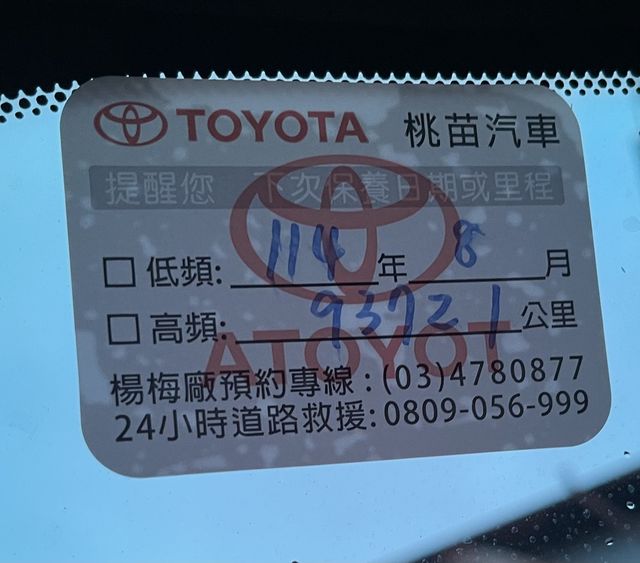 TOYOTA 桃苗汽車
提醒您 下次保養日期或里程
□ 低頻: 114 年 8 月
□ 高頻: 93721 公里
楊梅廠預約專線:(03)4780877
24小時道路救援:0809-056-999